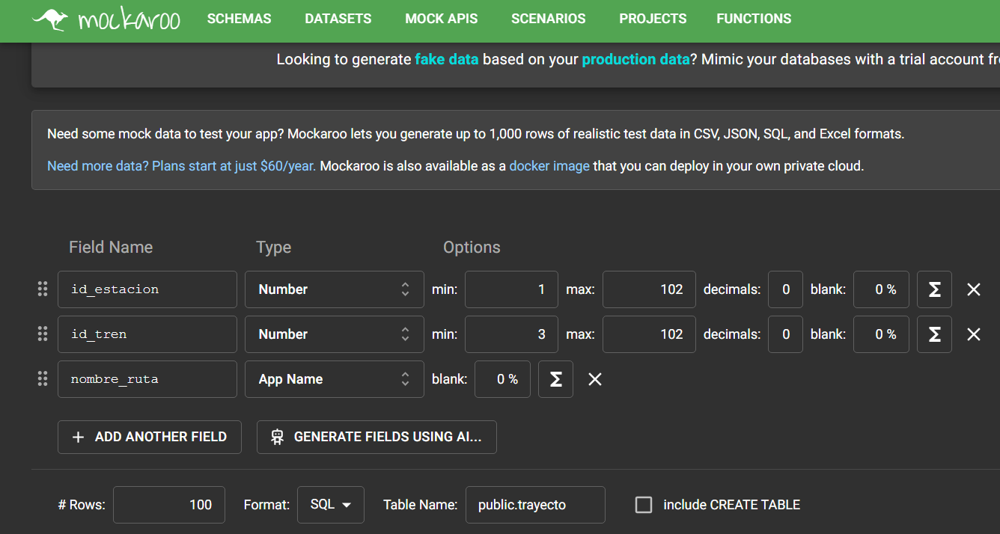 mockaroo SCHEMAS DATASETS MOCK APIS SCENARIOS PROJECTS FUNCTIONS
Looking to generate fake data based on your production data? Mimic your databases with a trial account
Need some mock data to test your app? Mockaroo lets you generate up to 1,000 rows of realistic test data in CSV, JSON, SQL, and Excel formats.
Need more data? Plans start at just $60/year. Mockaroo is also available as a docker image that you can deploy in your own private cloud.
Field Name Type Options
id_estacion Number min: 1 max: 102 decimals: 0 blank: 0 % Σ
id_tren Number min: 3 max: 102 decimals: 0 blank: 0 % Σ
nombre_ruta App Name blank: 0 % Σ
+ ADD ANOTHER FIELD GENERATE FIELDS USING AI...
# Rows: 100 Format: SQL Table Name: public.trayecto include CREATE TABLE